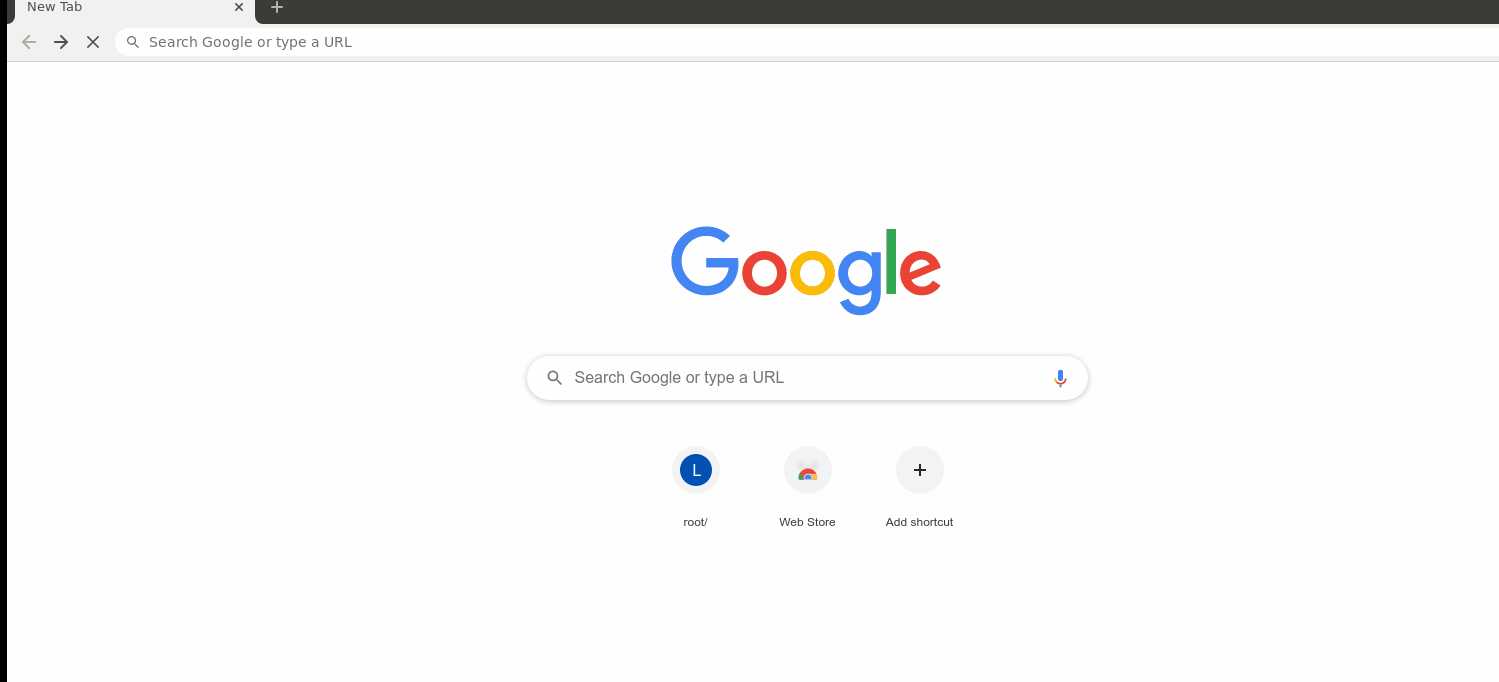 New Tab
Search Google or type a URL
Google
Search Google or type a URL
L
root/
Web Store
Add shortcut